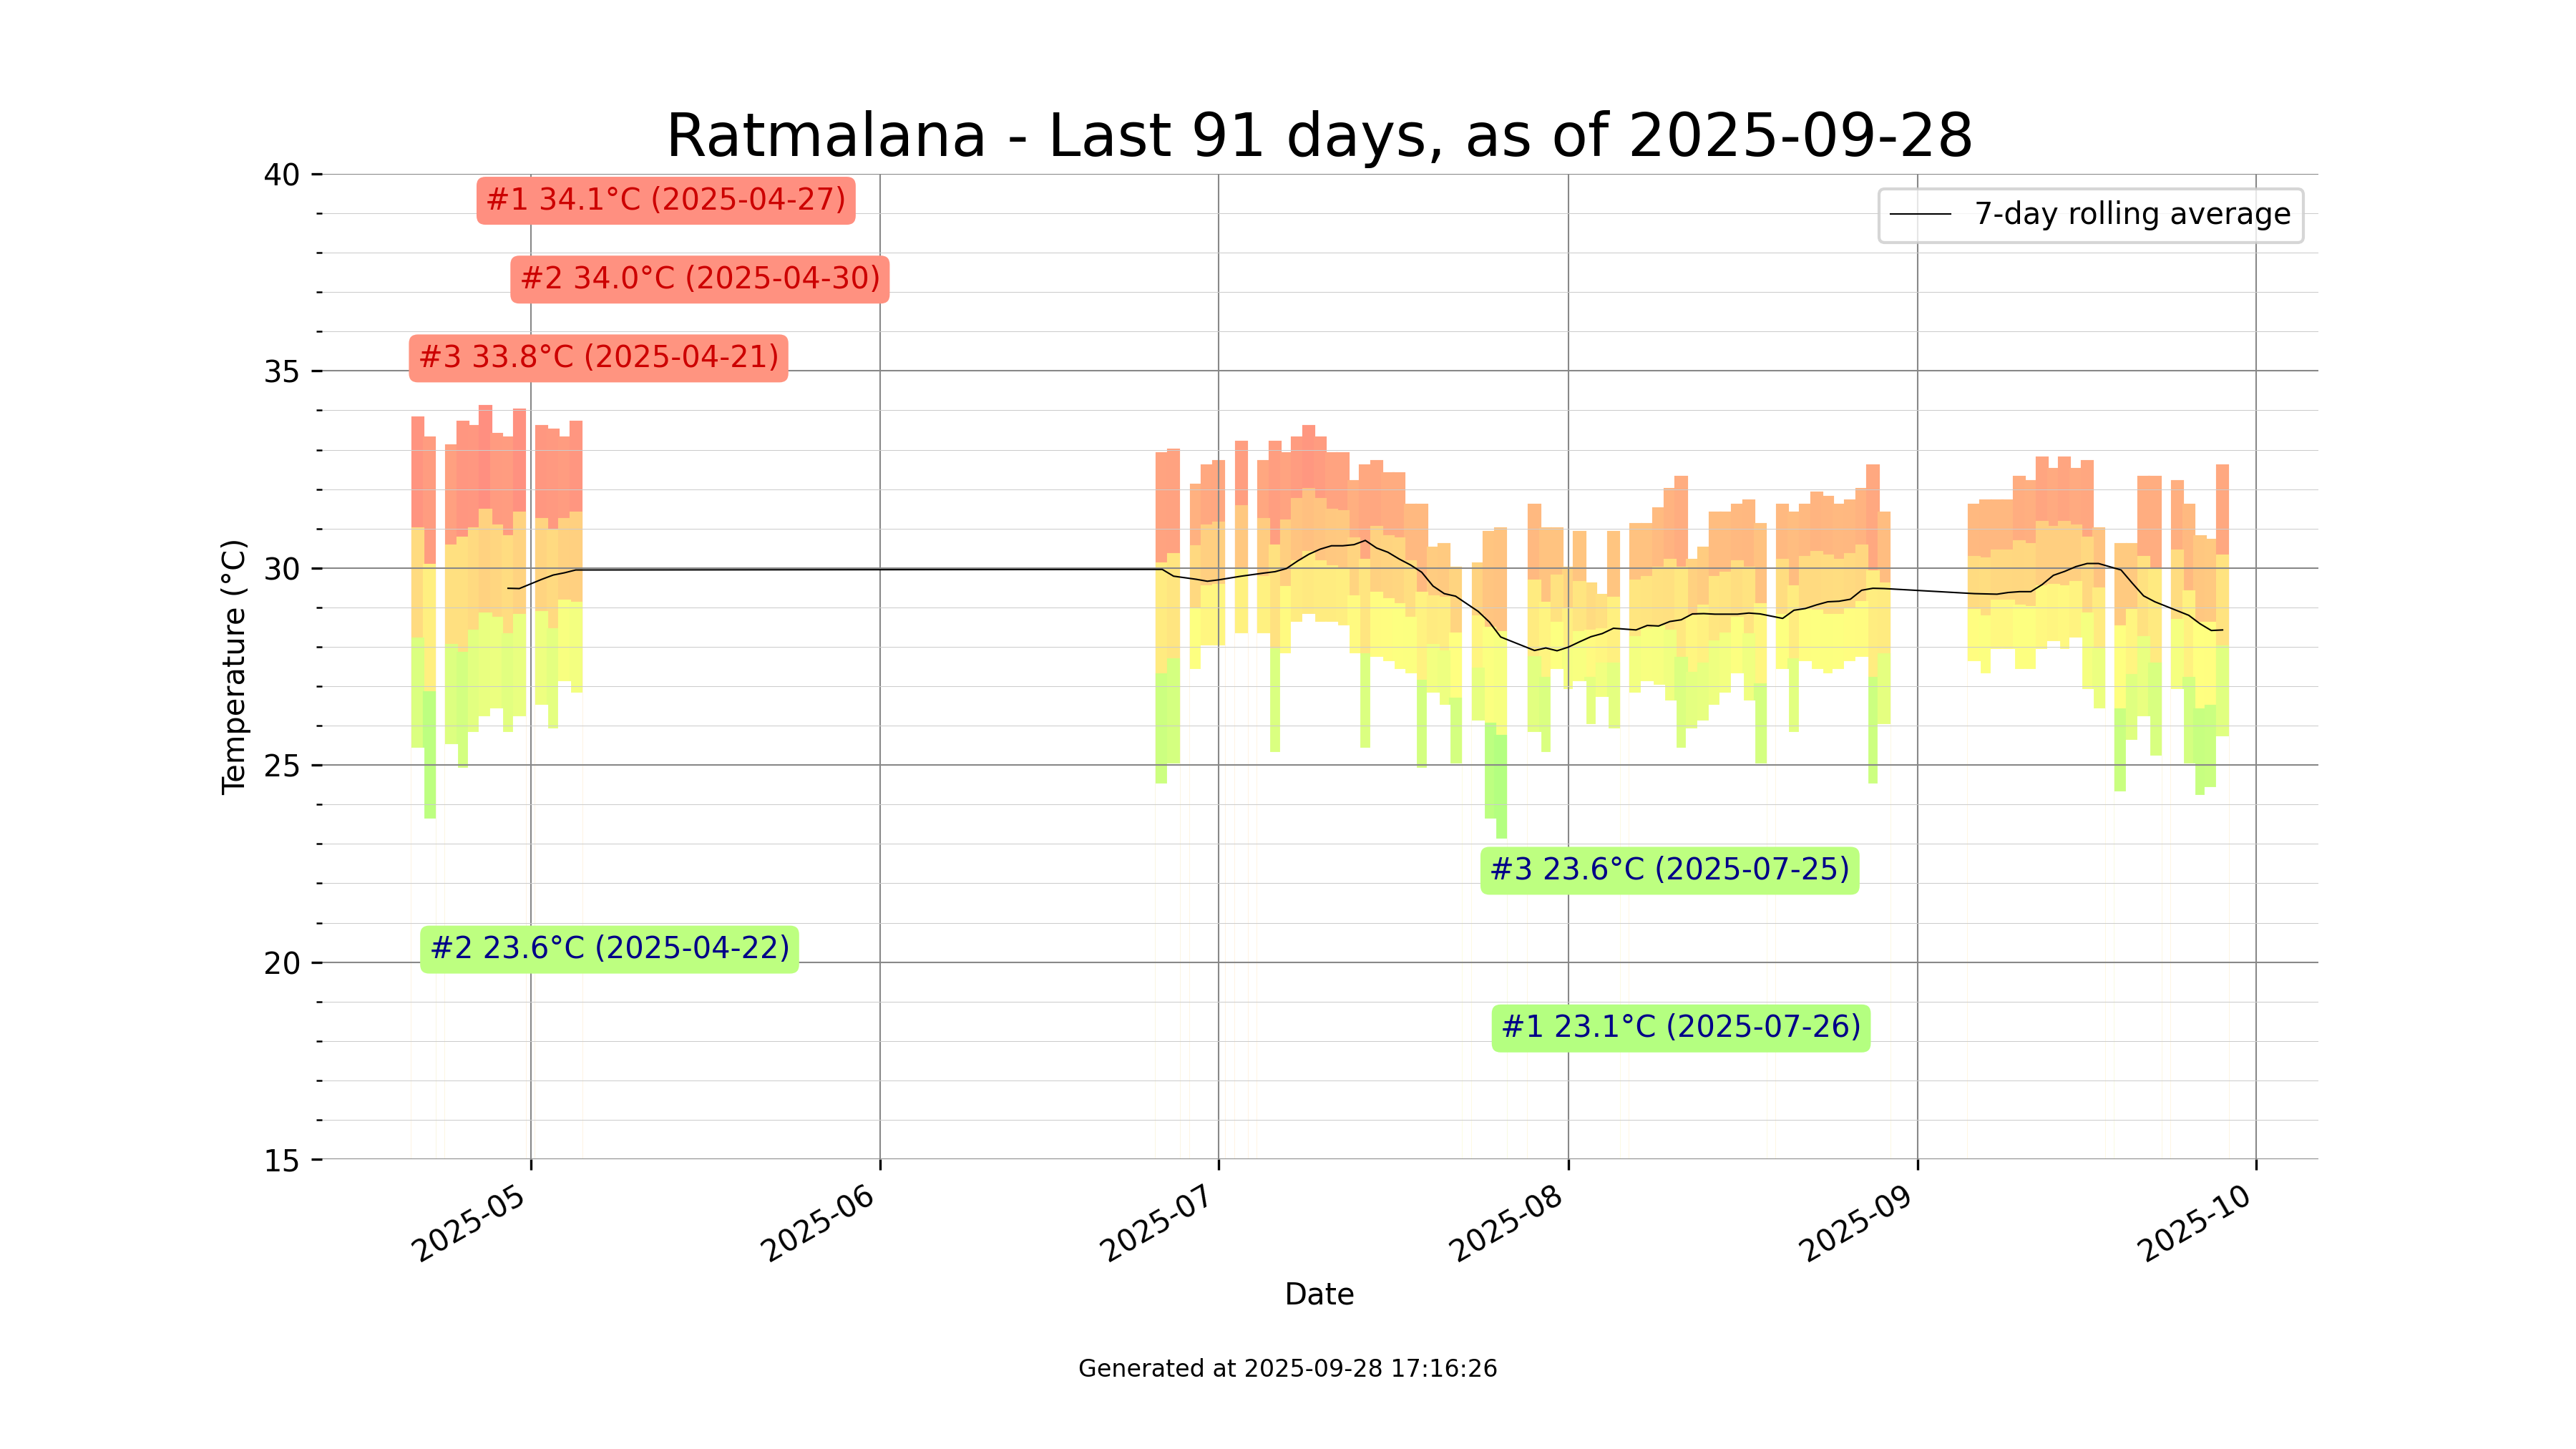 Ratmalana - Last 91 days, as of 2025-09-28
40
35
30
25
20
15
Temperature (°C)
#1 34.1°C (2025-04-27)
#2 34.0°C (2025-04-30)
#3 33.8°C (2025-04-21)
7-day rolling average
#3 23.6°C (2025-07-25)
#2 23.6°C (2025-04-22)
#1 23.1°C (2025-07-26)
2025-05
2025-06
2025-07
2025-08
2025-09
2025-10
Date
Generated at 2025-09-28 17:16:26